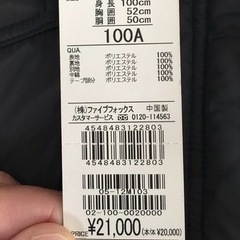 身長 100cm
胸囲 52cm
胴囲 50cm
100A
QUA.
表地 ポリエステル 100%
裏地 ポリエステル 100%
別地 ポリエステル 100%
中綿 ポリエステル 100%
テープ部分 ポリエステル 100%
(株)ファイブフォックス 中国製
カスタマーサービス 0120-114563
4548483122803
4548483122803
05-12M103
02-100-0020000
PRICE ¥21,000 (本体 ¥20,000)